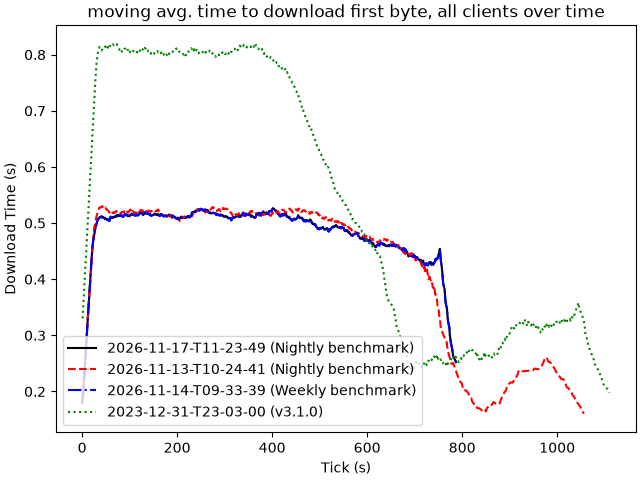 moving avg. time to download first byte, all clients over time
Download Time (s)
0.8
0.7
0.6
0.5
0.4
0.3
0.2
2026-11-17-T11-23-49 (Nightly benchmark)
2026-11-13-T10-24-41 (Nightly benchmark)
2026-11-14-T09-33-39 (Weekly benchmark)
2023-12-31-T23-03-00 (v3.1.0)
0 200 400 600 800 1000
Tick (s)